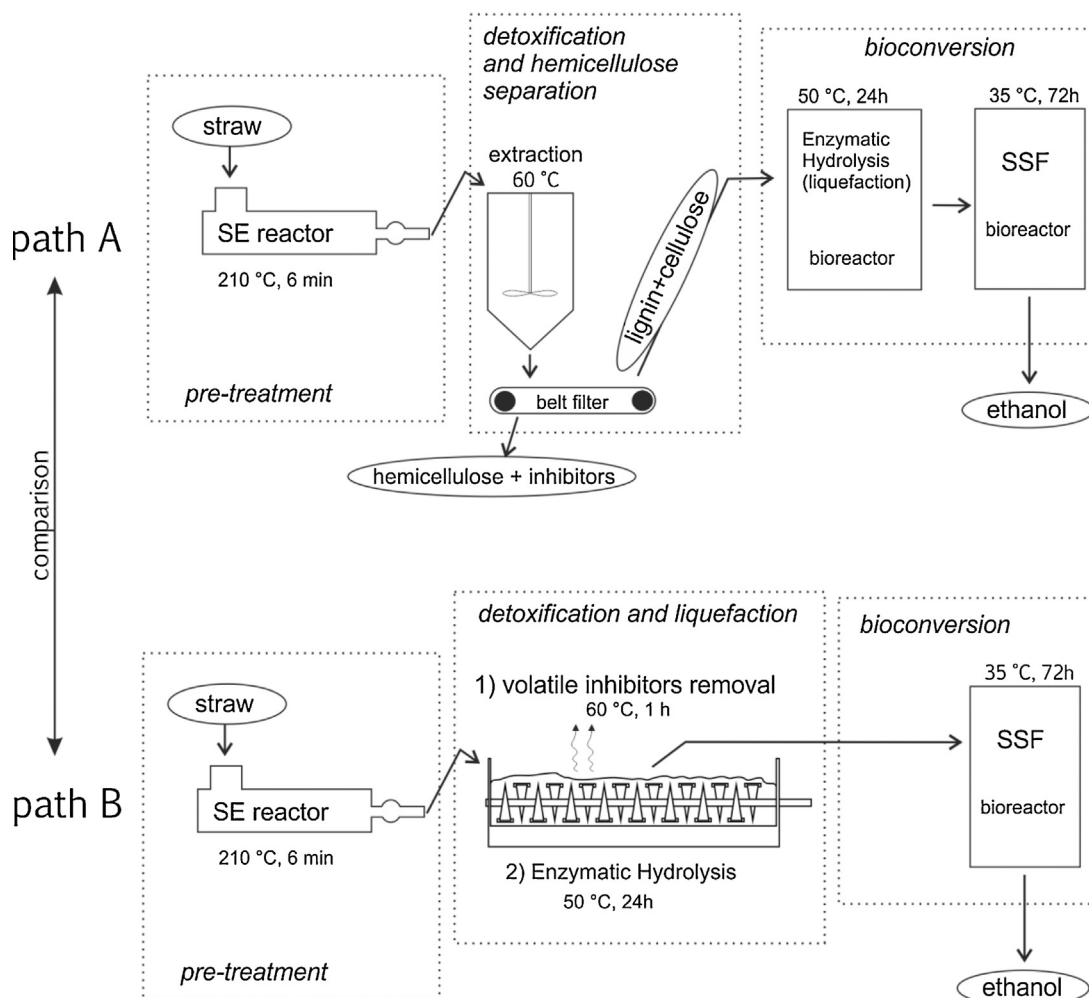 detoxification
and hemicellulose
separation
bioconversion
straw
50 °C, 24h
35 °C, 72h
extraction
60 °C
Enzymatic
Hydrolysis
(liquefaction)
SSF
path A
SE reactor
lignin+cellulose
bioreactor
bioreactor
210 °C, 6 min
pre-treatment
belt filter
ethanol
hemicellulose + inhibitors
comparison
detoxification and liquefaction
bioconversion
straw
1) volatile inhibitors removal
60 °C, 1 h
35 °C, 72h
SSF
path B
SE reactor
bioreactor
210 °C, 6 min
2) Enzymatic Hydrolysis
50 °C, 24h
pre-treatment
ethanol